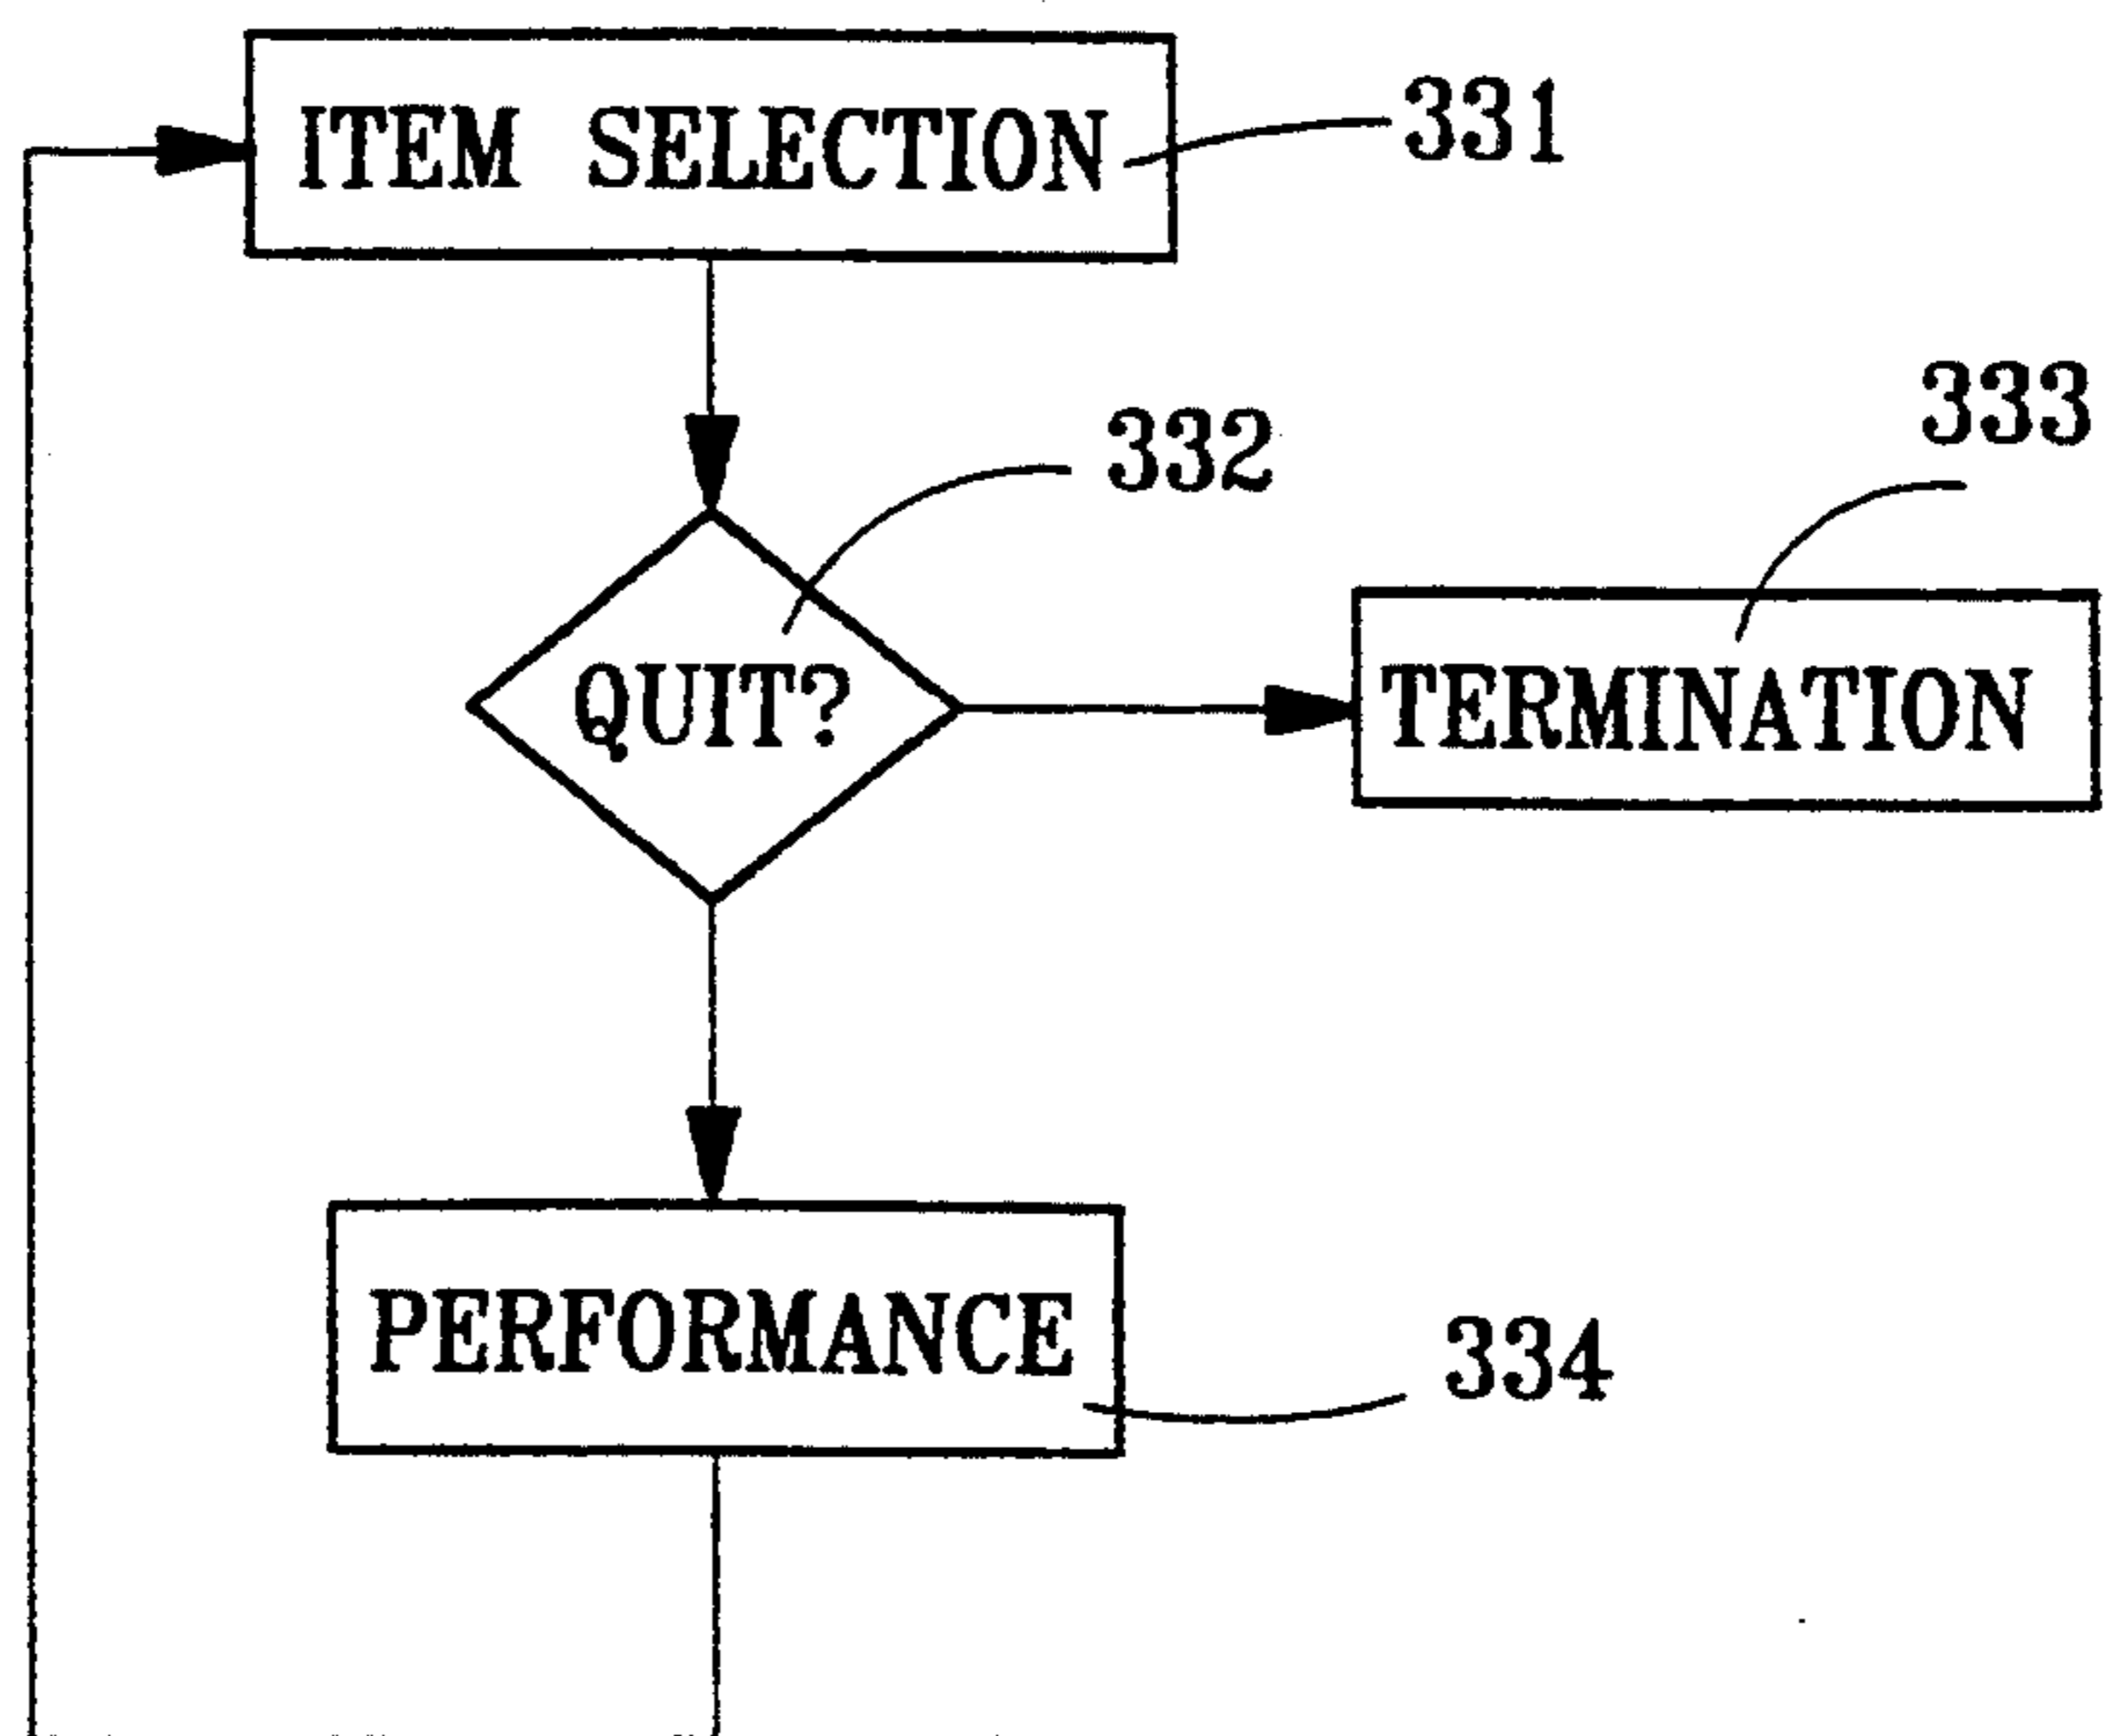 ITEM SELECTION
331
332
333
QUIT?
TERMINATION
PERFORMANCE
334